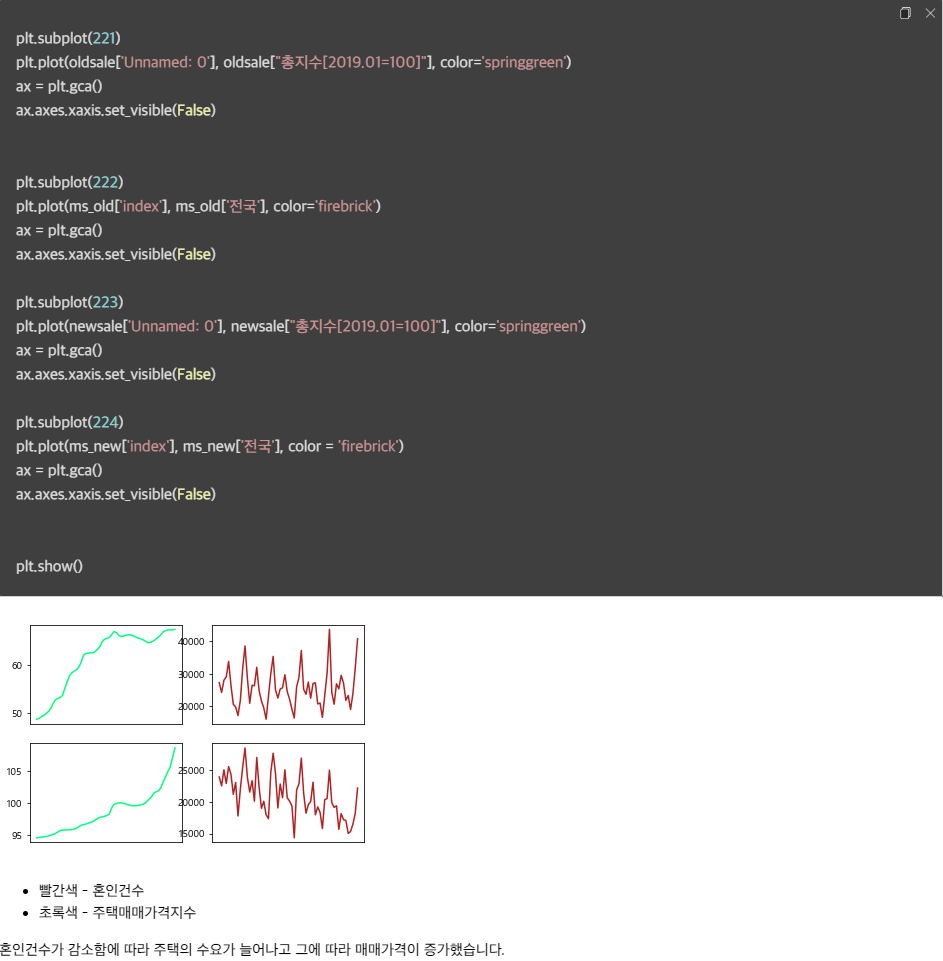 plt.subplot(221)
plt.plot(oldsale['Unnamed: 0'], oldsale["총지수[2019.01=100]"], color='springgreen')
ax = plt.gca()
ax.axes.xaxis.set_visible(False)
plt.subplot(222)
plt.plot(ms_old['index'], ms_old['전국'], color='firebrick')
ax = plt.gca()
ax.axes.xaxis.set_visible(False)
plt.subplot(223)
plt.plot(newsale['Unnamed: 0'], newsale["총지수[2019.01=100]"], color='springgreen')
ax = plt.gca()
ax.axes.xaxis.set_visible(False)
plt.subplot(224)
plt.plot(ms_new['index'], ms_new['전국'], color = 'firebrick')
ax = plt.gca()
ax.axes.xaxis.set_visible(False)
plt.show()
60
50
40000
30000
20000
105
100
95
25000
20000
15000
빨간색 - 혼인건수
초록색 - 주택매매가격지수
혼인건수가 감소함에 따라 주택의 수요가 늘어나고 그에 따라 매매가격이 증가했습니다.